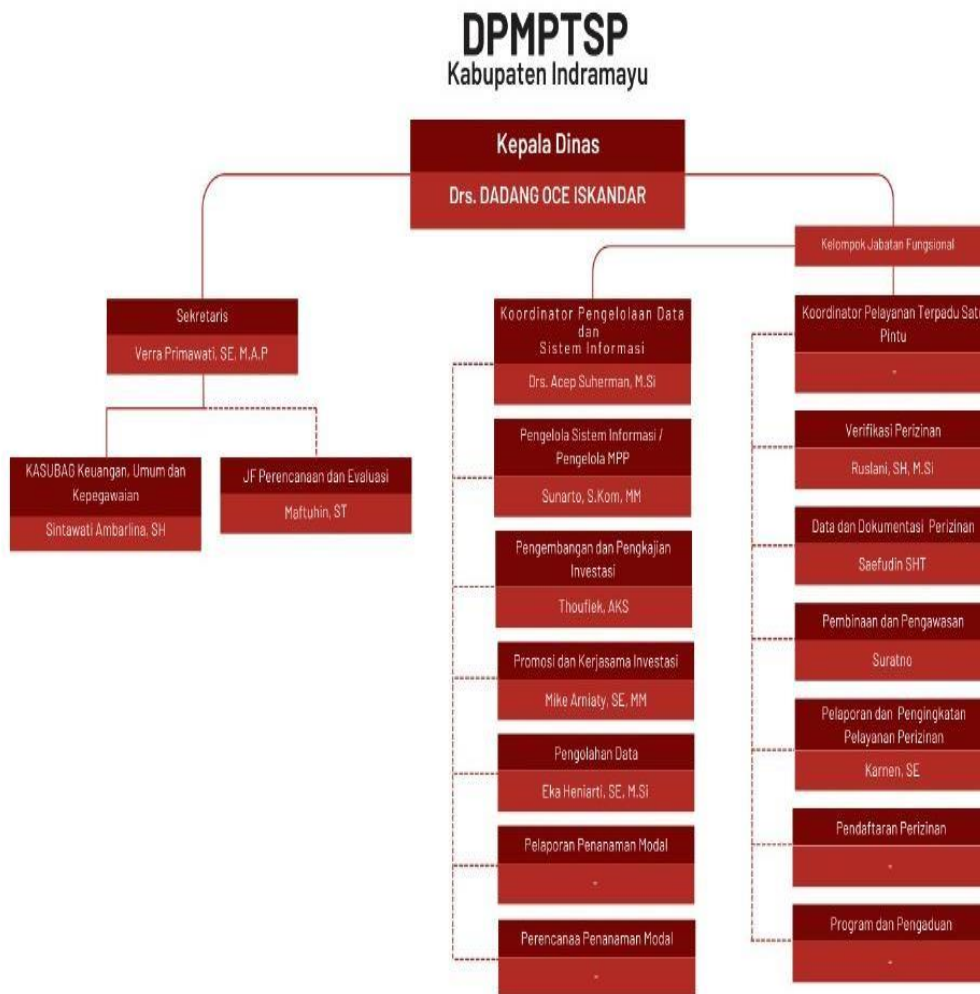 DPMPTSP
Kabupaten Indramayu
Kepala Dinas
Drs. DADANG OCE ISKANDAR
Kelompok Jabatan Fungsional
Sekretaris
Verra Primawati, SE, M.A.P
KASUBAG Keuangan, Umum dan
Kepegawaian
Sintawati Ambarlina, SH
JF Perencanaan dan Evaluasi
Maftuhin, ST
Koordinator Pengelolaan Data
dan
Sistem Informasi
Drs. Acep Suherman, M.Si
Pengelola Sistem Informasi /
Pengelola MPP
Sunarto, S.Kom, MM
Pengembangan dan Pengkajian
Investasi
Thoufiek, AKS
Promosi dan Kerjasama Investasi
Mike Arniaty, SE, MM
Pengolahan Data
Eka Heniarti, SE, M.Si
Pelaporan Penanaman Modal
-
Perencanaa Penanaman Modal
-
Koordinator Pelayanan Terpadu Satu
Pintu
-
Verifikasi Perizinan
Ruslani, SH, M.Si
Data dan Dokumentasi Perizinan
Saefudin SHT
Pembinaan dan Pengawasan
Suratno
Pelaporan dan Pengingkatan
Pelayanan Perizinan
Karnen, SE
Pendaftaran Perizinan
-
Program dan Pengaduan
-